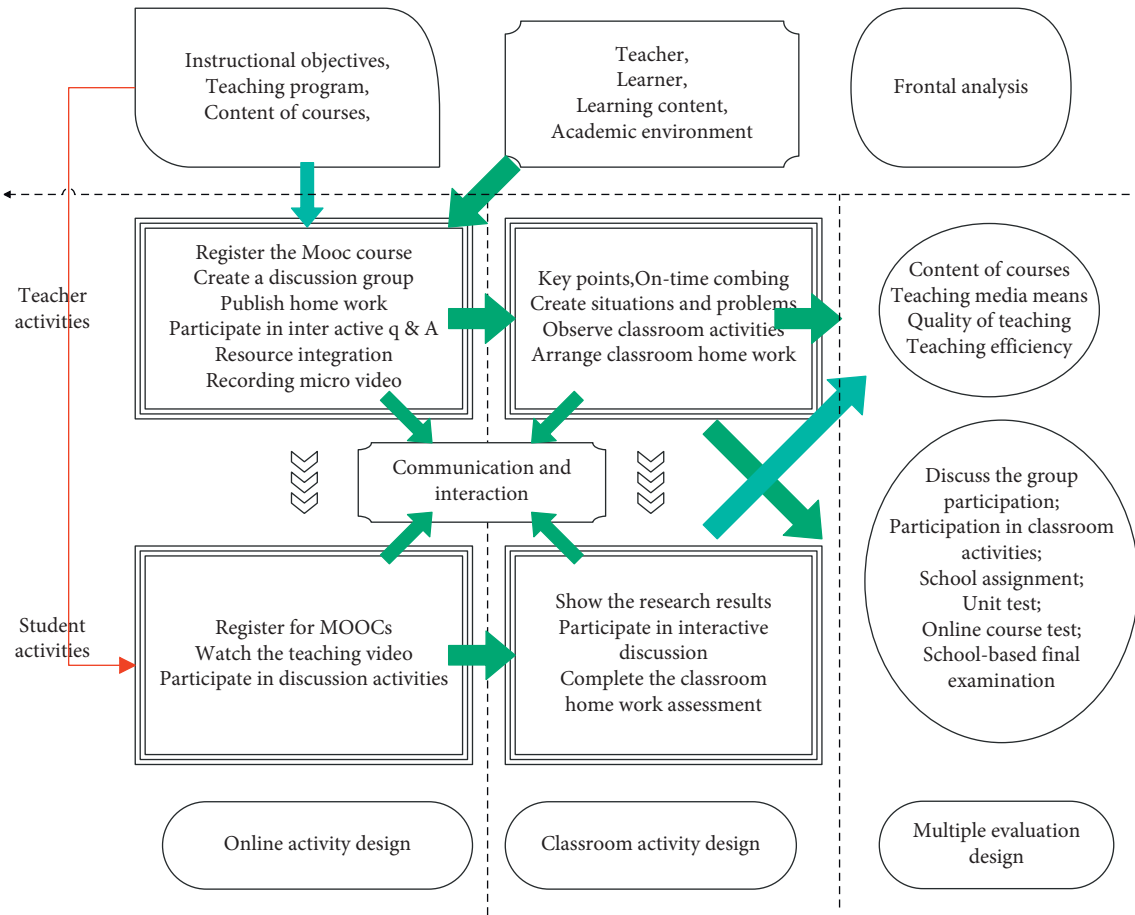 Instructional objectives,
Teaching program,
Content of courses,
Teacher,
Learner,
Learning content,
Academic environment
Frontal analysis
Teacher
activities
Register the Mooc course
Create a discussion group
Publish home work
Participate in inter active q & A
Resource integration
Recording micro video
Key points,On-time combing
Create situations and problems
Observe classroom activities
Arrange classroom home work
Content of courses
Teaching media means
Quality of teaching
Teaching efficiency
Communication and
interaction
Student
activities
Register for MOOCs
Watch the teaching video
Participate in discussion activities
Show the research results
Participate in interactive
discussion
Complete the classroom
home work assessment
Discuss the group
participation;
Participation in classroom
activities;
School assignment;
Unit test;
Online course test;
School-based final
examination
Online activity design
Classroom activity design
Multiple evaluation
design